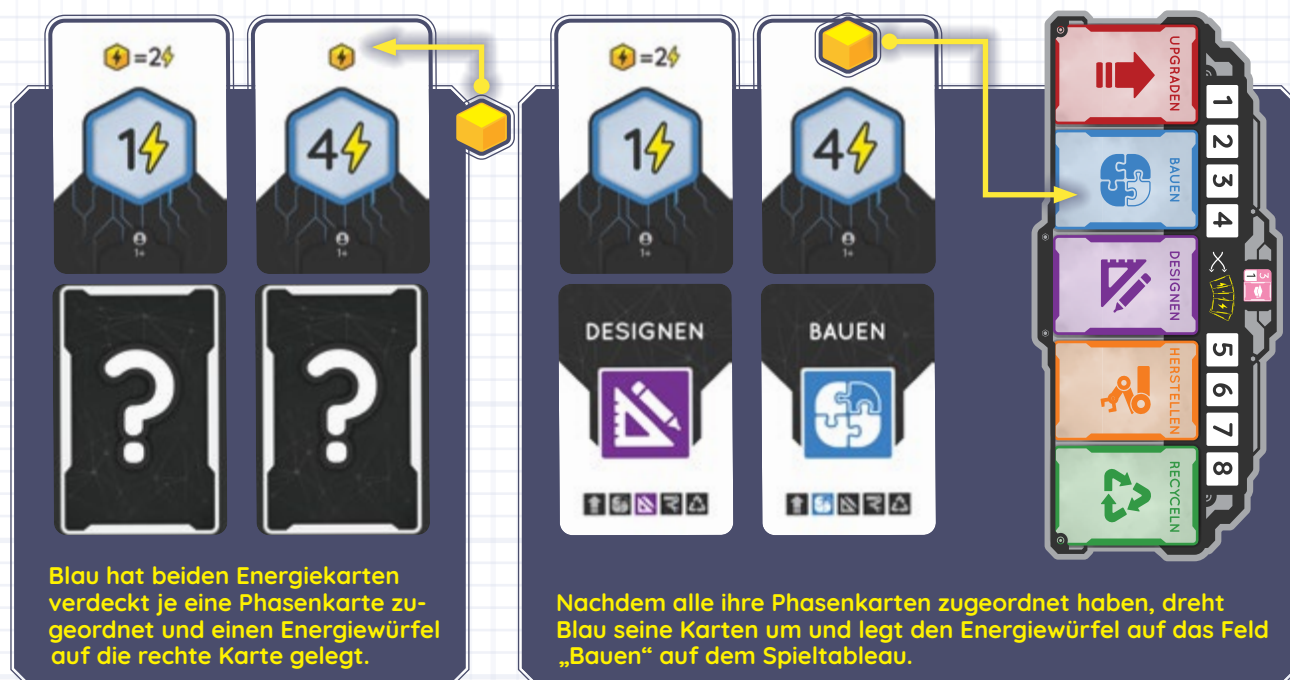 =2
1
1+
4
1+
?
?
Blau hat beiden Energiekarten
verdeckt je eine Phasenkarte zu-
geordnet und einen Energiewürfel
auf die rechte Karte gelegt.
=2
1
1+
4
1+
DESIGNEN
BAUEN
Nachdem alle ihre Phasenkarten zugeordnet haben, dreht
Blau seine Karten um und legt den Energiewürfel auf das Feld
„Bauen“ auf dem Spieltableau.
UPGRADEN
BAUEN
DESIGNEN
HERSTELLEN
RECYCELN
1
2
3
4
3
1
5
6
7
8